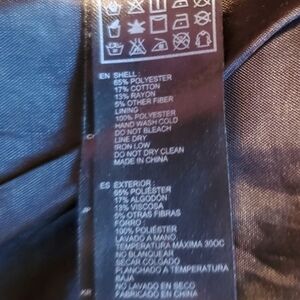 EN SHELL :
65% POLYESTER
17% COTTON
13% RAYON
5% OTHER FIBER
LINING
100% POLYESTER
HAND WASH COLD
DO NOT BLEACH
LINE DRY
IRON LOW
DO NOT DRY CLEAN
MADE IN CHINA
ES EXTERIOR :
65% POLIÉSTER
17% ALGODÓN
13% VISCOSA
5% OTRAS FIBRAS
FORRO :
100% POLIÉSTER
LAVADO A MANO
TEMPERATURA MÁXIMA 30OC
NO BLANQUEAR
SECAR COLGADO
PLANCHADO A TEMPERATURA
BAJA
NO LAVAR EN SECO
FABRICADO EN CHINA